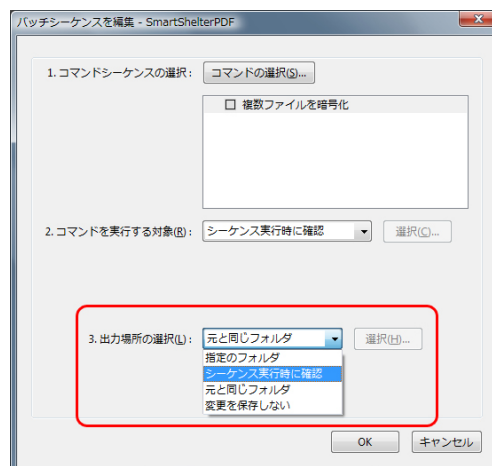 バッチシーケンスを編集 - SmartShelterPDF
1. コマンドシーケンスの選択: コマンドの選択(S)...
複数ファイルを暗号化
2. コマンドを実行する対象(R): シーケンス実行時に確認 選択(C)...
3. 出力場所の選択(L): 元と同じフォルダ 選択(H)...
指定のフォルダ
シーケンス実行時に確認
元と同じフォルダ
変更を保存しない
OK キャンセル